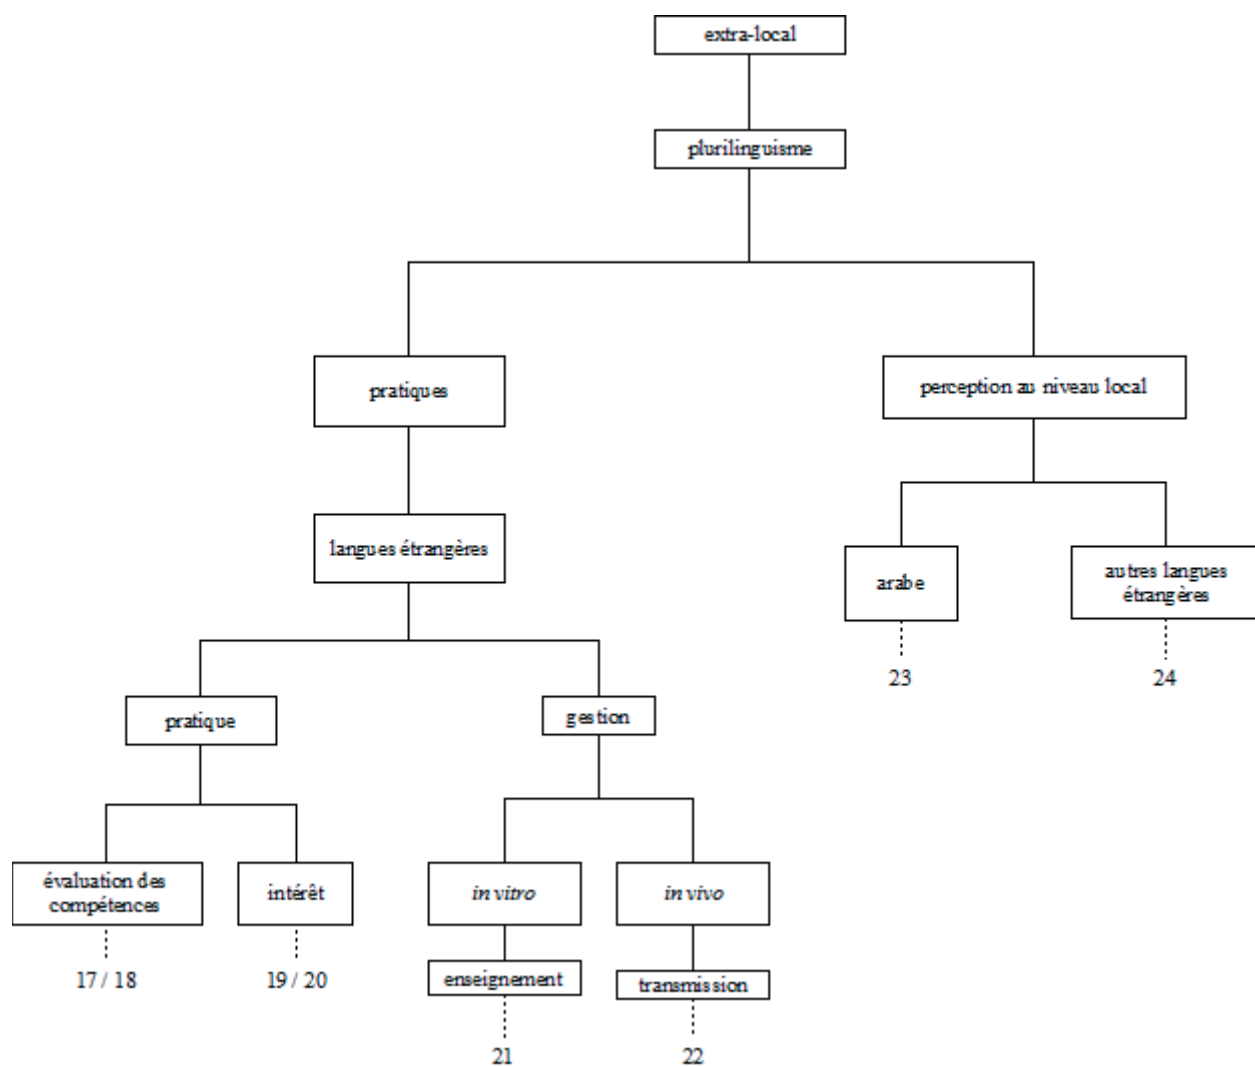 extra-local
plurilinguisme
pratiques
perception au niveau local
langues étrangères
arabe
autres langues
étrangères
23
24
pratique
gestion
évaluation des
compétences
intérêt
in vitro
in vivo
17 / 18
19 / 20
enseignement
transmission
21
22